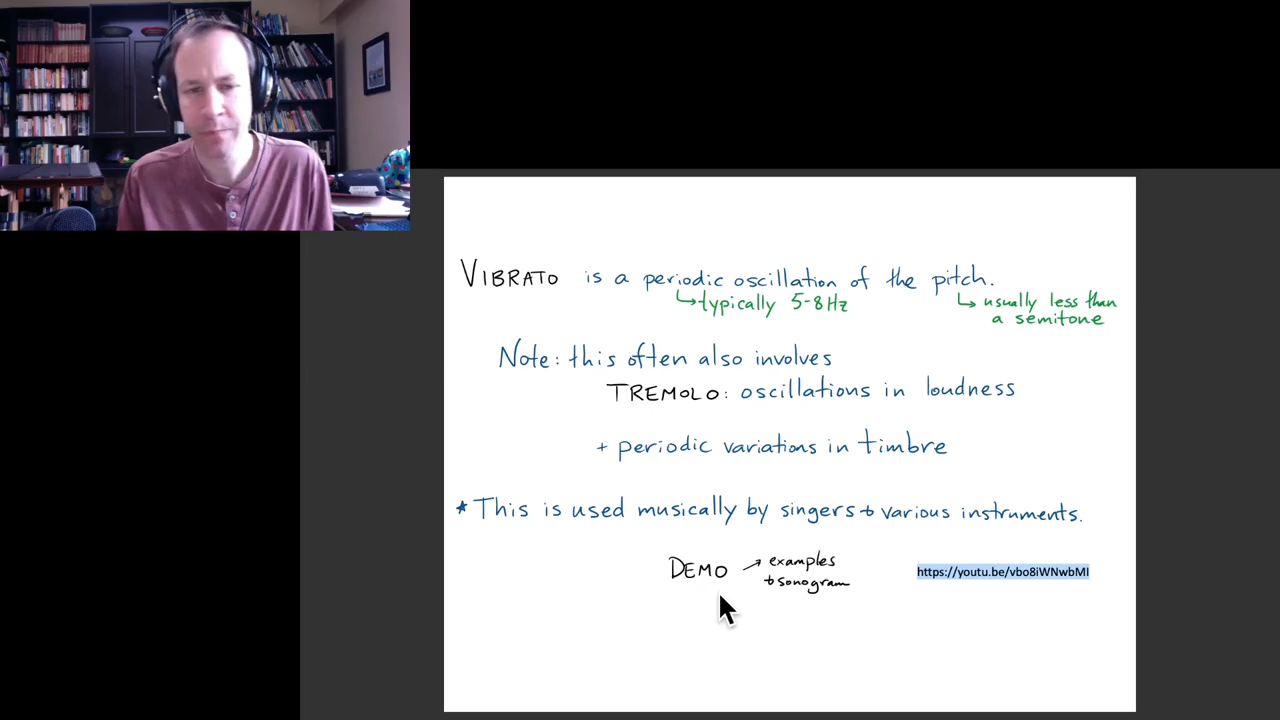 VIBRATO is a periodic oscillation of the pitch.
↳ typically 5-8Hz
↳ usually less than
a semitone
Note: this often also involves
TREMOLO: oscillations in loudness
+ periodic variations in timbre
* This is used musically by singers + various instruments.
DEMO → examples
+ sonogram
https://youtu.be/vbo8iWNwbMI